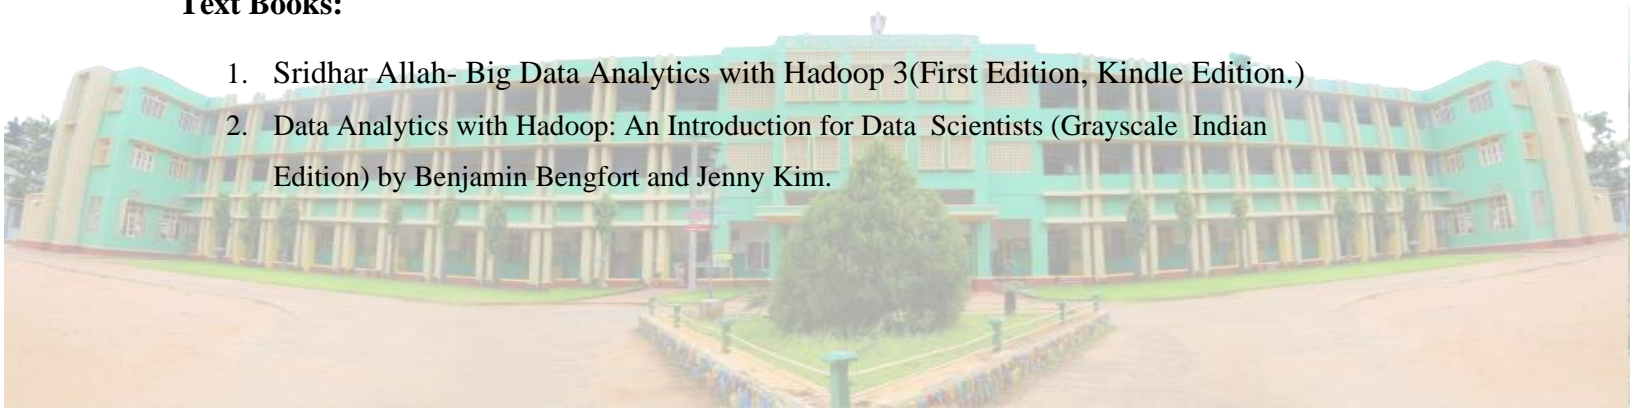 Text Books:
1. Sridhar Allah- Big Data Analytics with Hadoop 3(First Edition, Kindle Edition.)
2. Data Analytics with Hadoop: An Introduction for Data Scientists (Grayscale Indian
Edition) by Benjamin Bengfort and Jenny Kim.